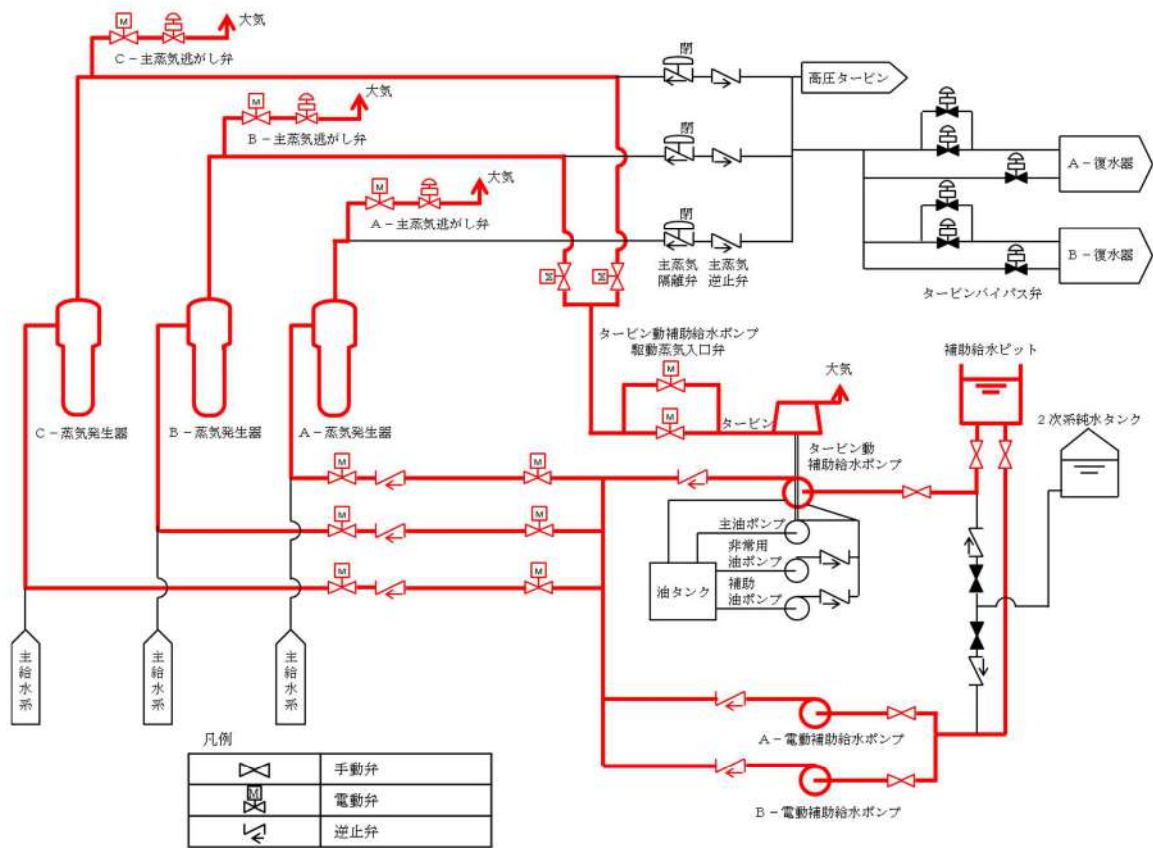 M
大気
C－主蒸気逃がし弁
M
大気
B－主蒸気逃がし弁
M
大気
A－主蒸気逃がし弁
閉
閉
閉
高圧タービン
主蒸気
隔離弁
主蒸気
逆止弁
A－復水器
B－復水器
タービンバイパス弁
M
M
C－蒸気発生器
B－蒸気発生器
A－蒸気発生器
タービン動補助給水ポンプ
駆動蒸気入口弁
M
M
タービン
大気
補助給水ピット
2次系純水タンク
タービン動
補助給水ポンプ
M
M
M
M
M
M
主油ポンプ
非常用
油ポンプ
補助
油ポンプ
油タンク
主給水系
主給水系
主給水系
A－電動補助給水ポンプ
B－電動補助給水ポンプ
凡例
手動弁
M
電動弁
逆止弁